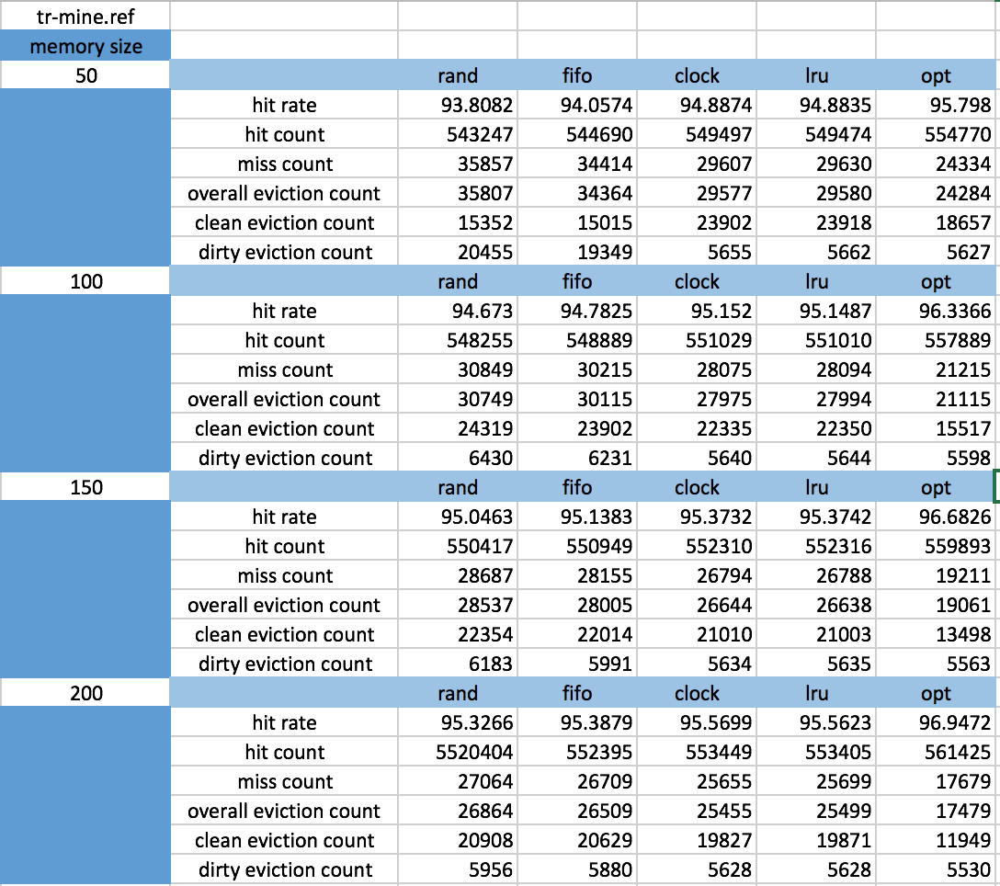 tr-mine.ref
memory size
50 rand fifo clock lru opt
hit rate 93.8082 94.0574 94.8874 94.8835 95.798
hit count 543247 544690 549497 549474 554770
miss count 35857 34414 29607 29630 24334
overall eviction count 35807 34364 29577 29580 24284
clean eviction count 15352 15015 23902 23918 18657
dirty eviction count 20455 19349 5655 5662 5627
100 rand fifo clock lru opt
hit rate 94.673 94.7825 95.152 95.1487 96.3366
hit count 548255 548889 551029 551010 557889
miss count 30849 30215 28075 28094 21215
overall eviction count 30749 30115 27975 27994 21115
clean eviction count 24319 23902 22335 22350 15517
dirty eviction count 6430 6231 5640 5644 5598
150 rand fifo clock lru opt
hit rate 95.0463 95.1383 95.3732 95.3742 96.6826
hit count 550417 550949 552310 552316 559893
miss count 28687 28155 26794 26788 19211
overall eviction count 28537 28005 26644 26638 19061
clean eviction count 22354 22014 21010 21003 13498
dirty eviction count 6183 5991 5634 5635 5563
200 rand fifo clock lru opt
hit rate 95.3266 95.3879 95.5699 95.5623 96.9472
hit count 5520404 552395 553449 553405 561425
miss count 27064 26709 25655 25699 17679
overall eviction count 26864 26509 25455 25499 17479
clean eviction count 20908 20629 19827 19871 11949
dirty eviction count 5956 5880 5628 5628 5530